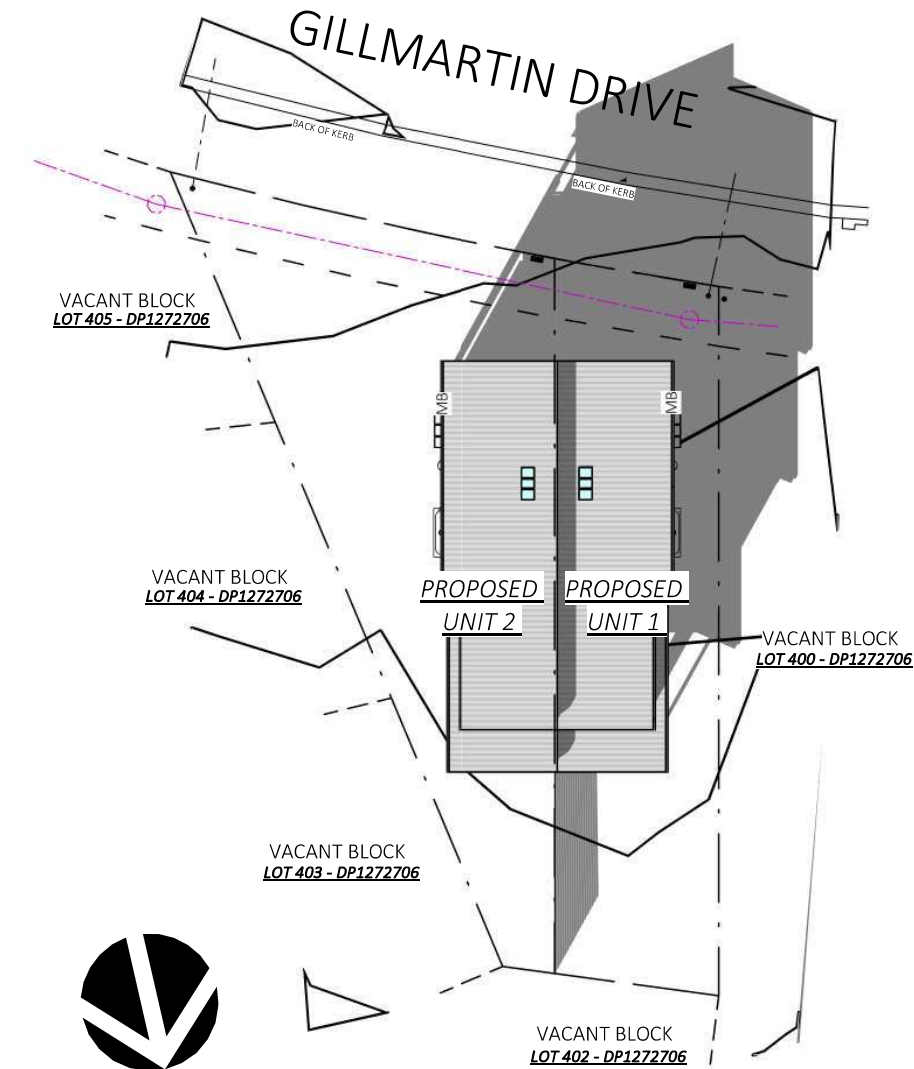 GILLMARTIN DRIVE
BACK OF KERB
BACK OF KERB
VACANT BLOCK
LOT 405 - DP1272706
MB
MB
VACANT BLOCK
LOT 404 - DP1272706
PROPOSED
UNIT 2
PROPOSED
UNIT 1
VACANT BLOCK
LOT 400 - DP1272706
VACANT BLOCK
LOT 403 - DP1272706
VACANT BLOCK
LOT 402 - DP1272706